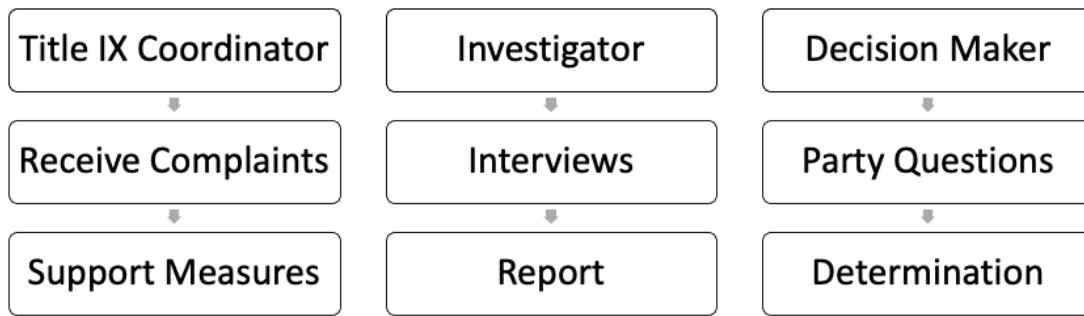 Title IX Coordinator
Receive Complaints
Support Measures
Investigator
Interviews
Report
Decision Maker
Party Questions
Determination